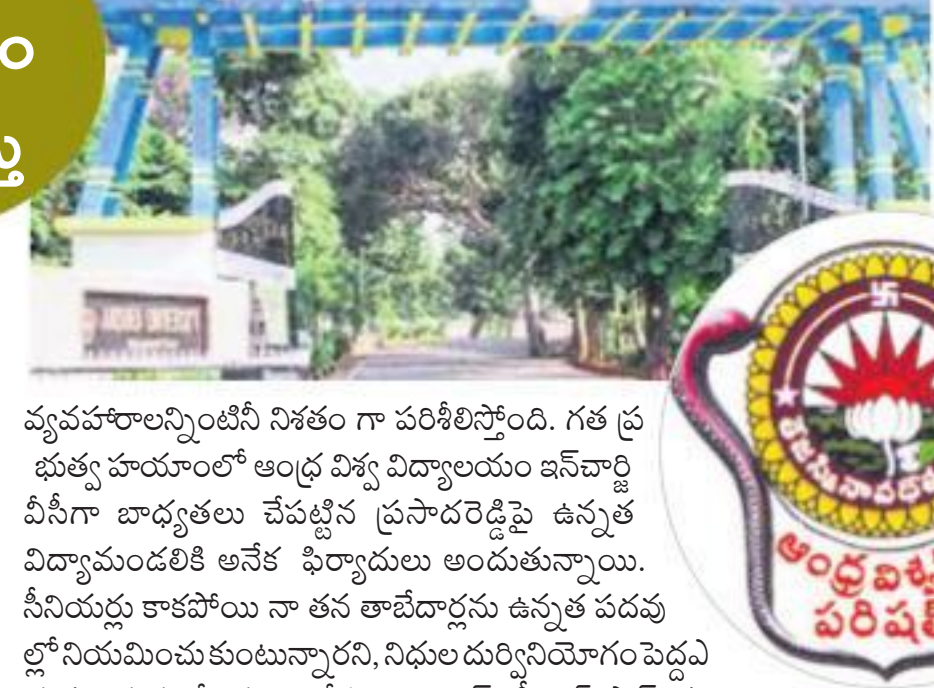 ం
స్త
వ్యవహారాలన్నింటినీ నిశతం గా పరిశీలిస్తోంది. గత ప్ర
భుత్వ హయాంలో ఆంధ్ర విశ్వ విద్యాలయం ఇన్‌చార్జి
వీసీగా బాధ్యతలు చేపట్టిన ప్రసాదరెడ్డిపై ఉన్నత
విద్యామండలికి అనేక ఫిర్యాదులు అందుతున్నాయి.
సీనియర్లు కాకపోయి నా తన తాబేదార్లను ఉన్నత పదవు
ల్లో నియమించుకుంటున్నారని, నిధుల దుర్వినియోగం పెద్దఎ
ఆంధ్ర విశ్వ
పరిషత్